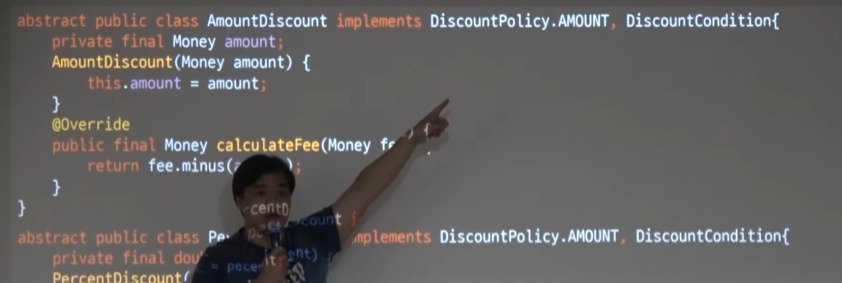 abstract public class AmountDiscount implements DiscountPolicy.AMOUNT, DiscountCondition{
private final Money amount;
AmountDiscount(Money amount) {
this.amount = amount;
}
@Override
public final Money calculateFee(Money {
return fee.minus( );
}
}
abstract public class implements DiscountPolicy.AMOUNT, DiscountCondition{
private final
PercentDiscount(